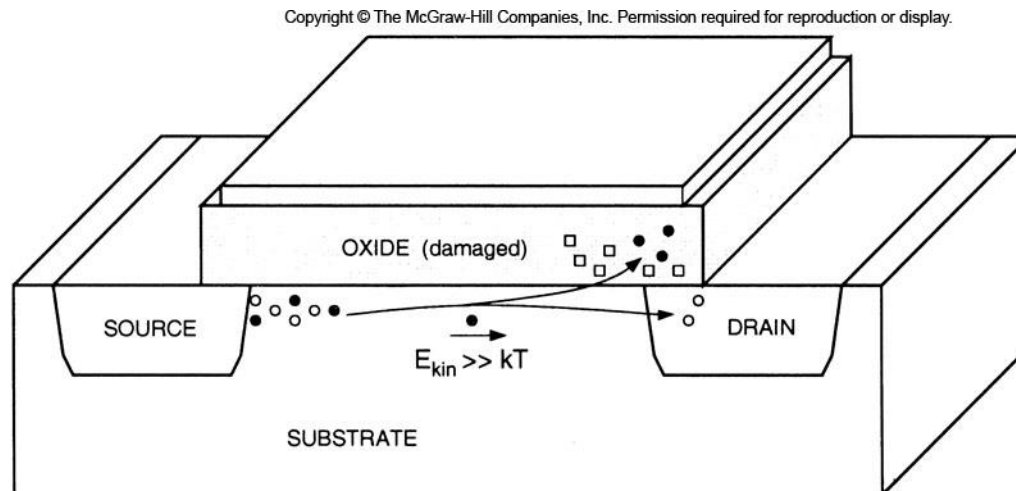 Copyright © The McGraw-Hill Companies, Inc. Permission required for reproduction or display.
OXIDE (damaged)
SOURCE
DRAIN
Ekin >> kT
SUBSTRATE